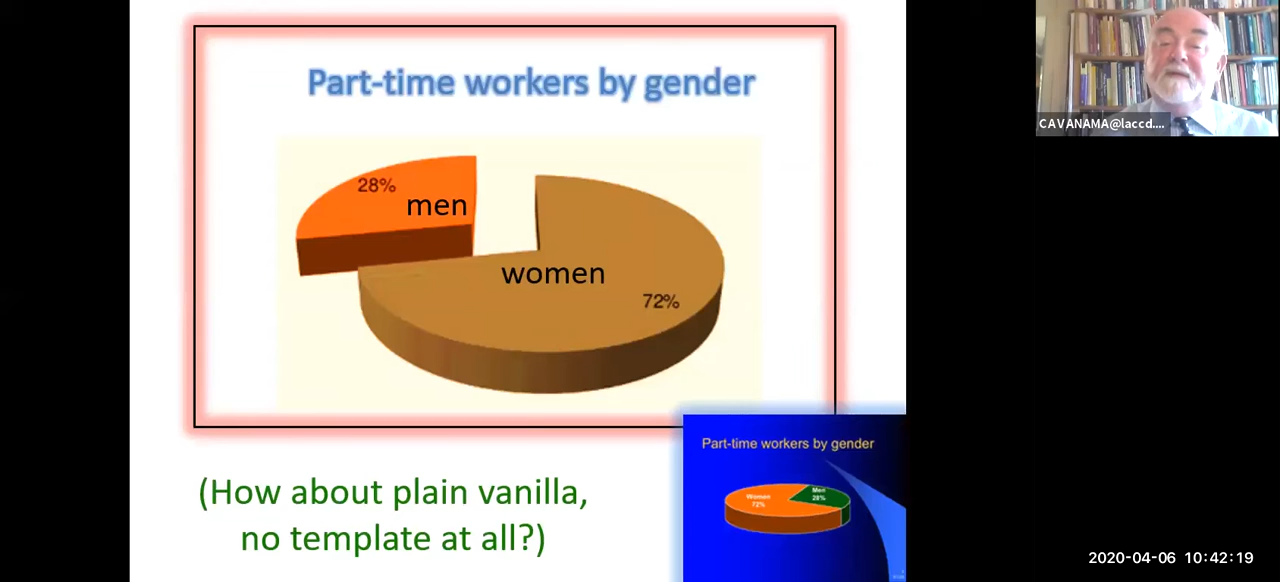 Part-time workers by gender
28%
men
women
72%
(How about plain vanilla,
no template at all?)
Part-time workers by gender
Women
72%
Men
28%
CAVANAMA@laccd....
2020-04-06 10:42:19